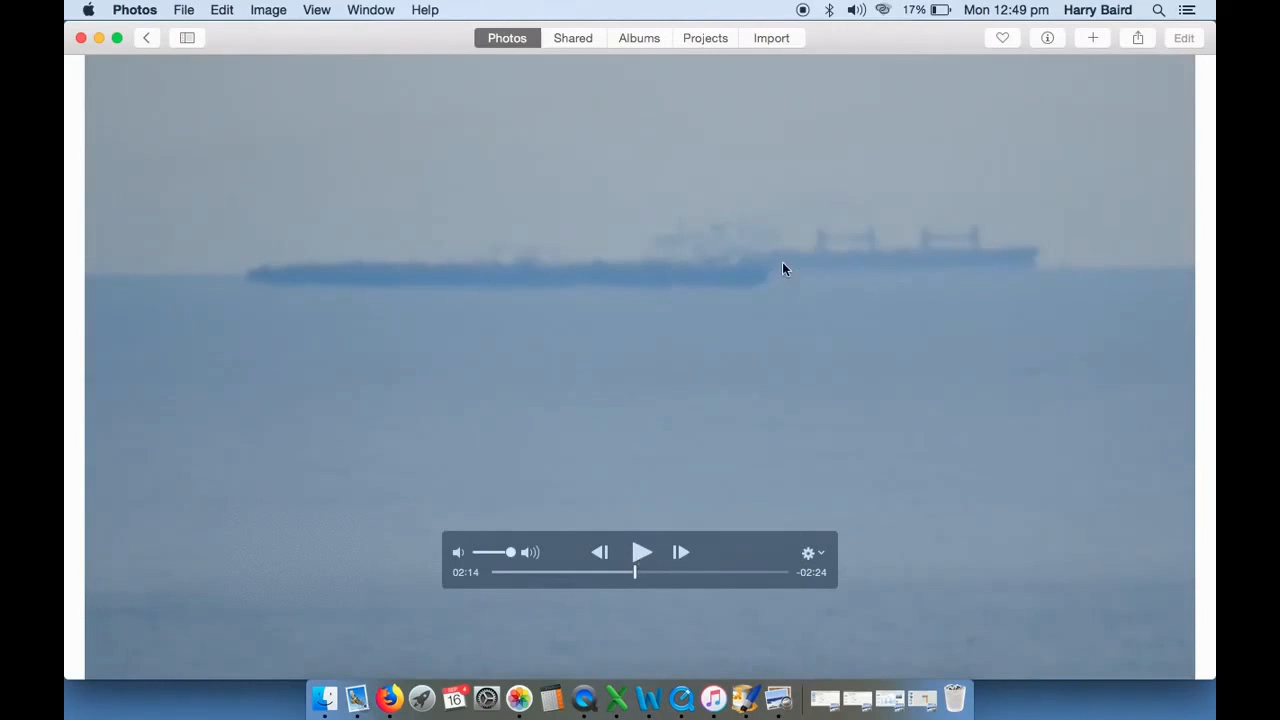 Photos File Edit Image View Window Help 17% Mon 12:49 pm Harry Baird
Photos Shared Albums Projects Import Edit
02:14 -02:24
16